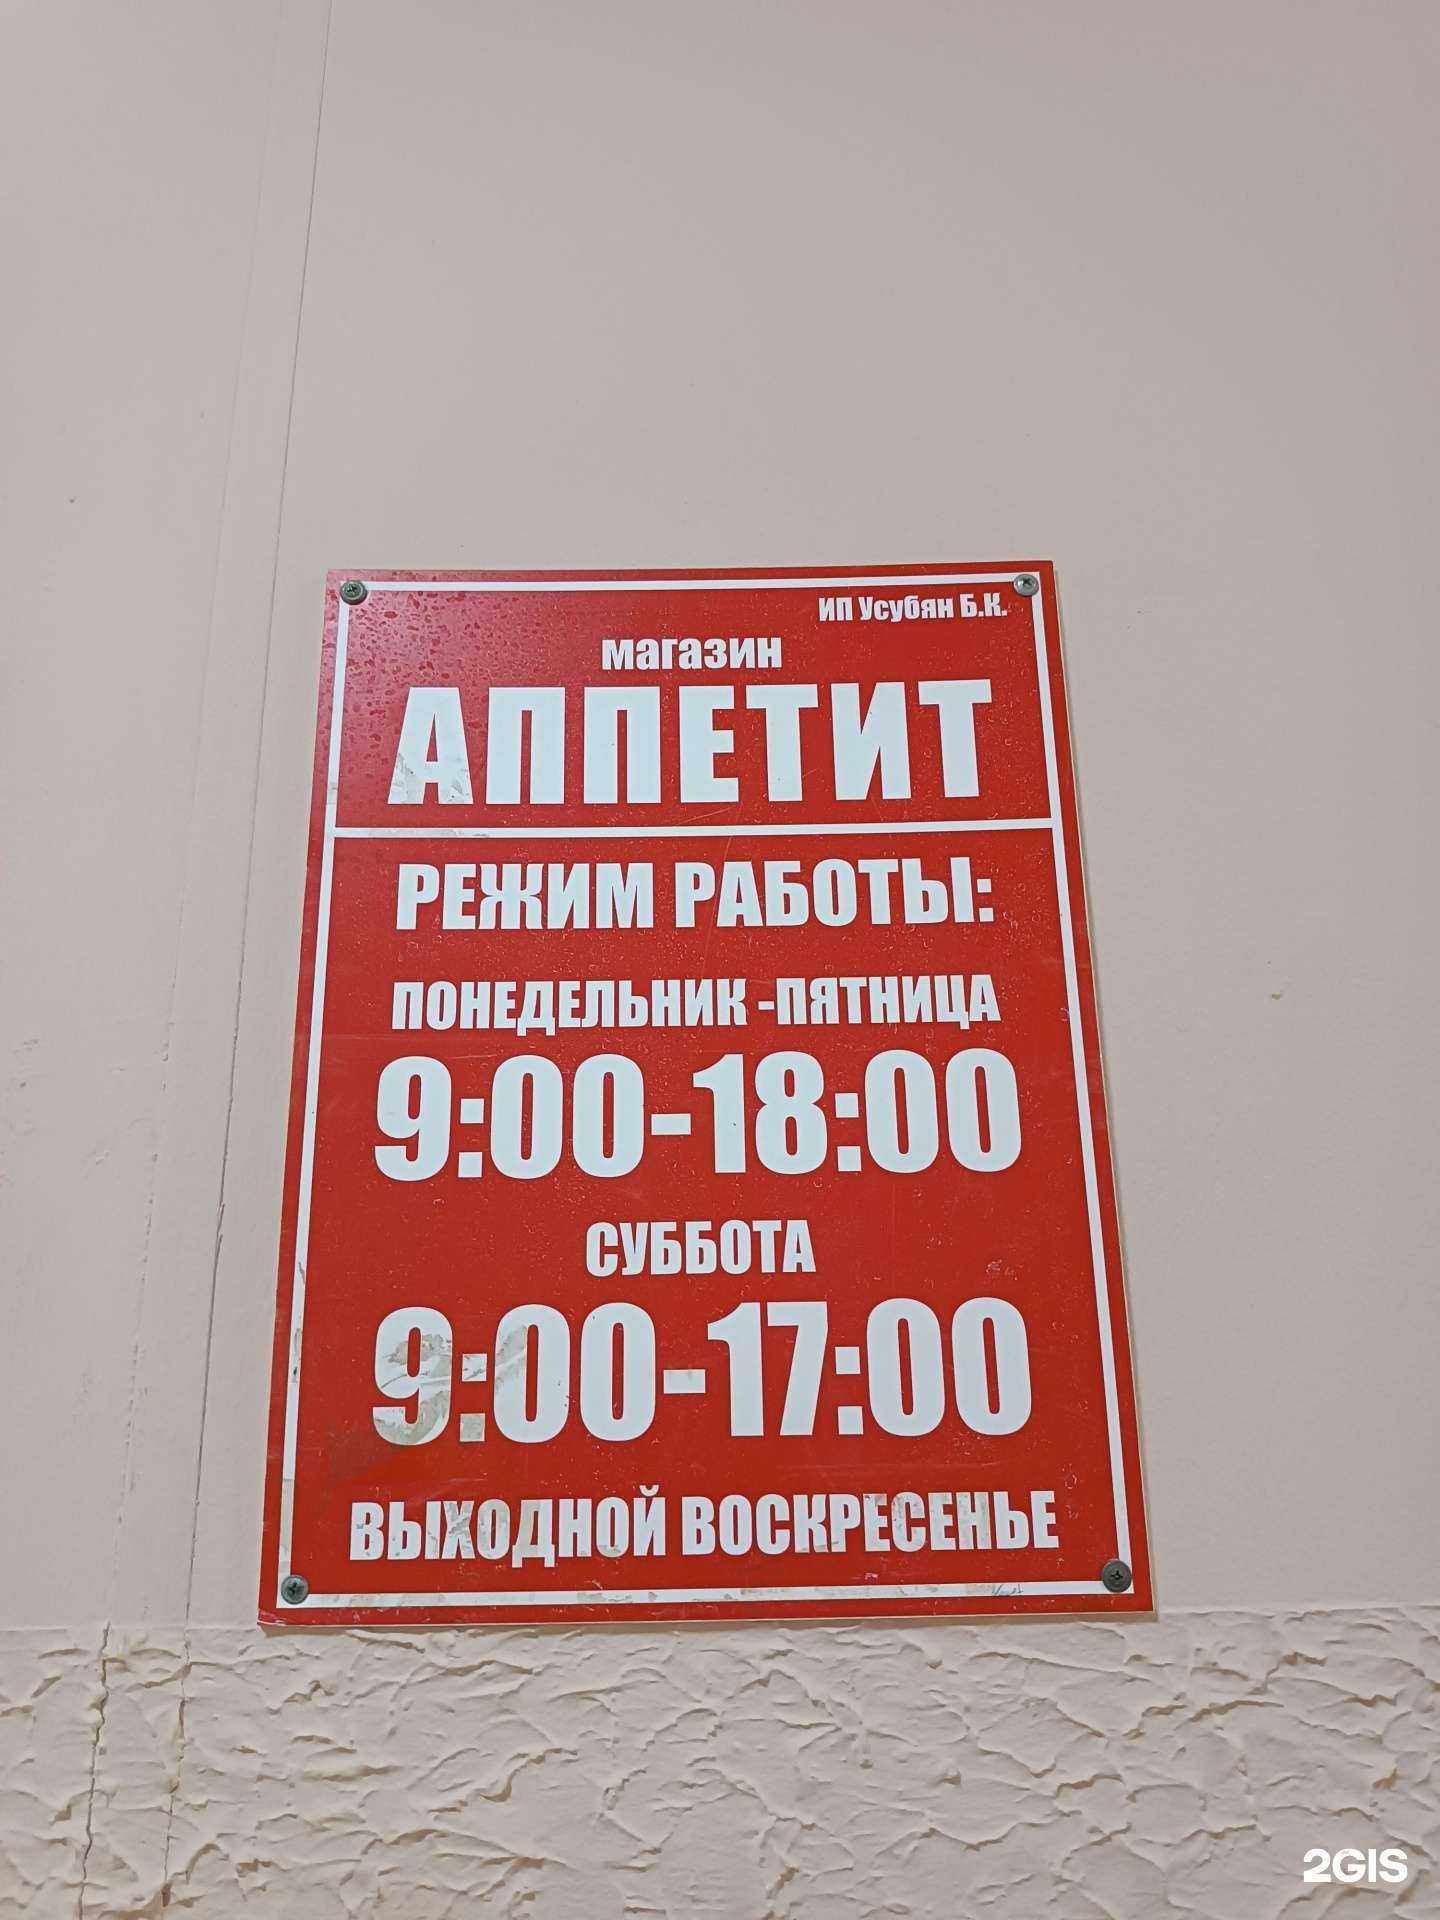 ИП Усубян Б.К.
магазин
АППЕТИТ
РЕЖИМ РАБОТЫ:
ПОНЕДЕЛЬНИК -ПЯТНИЦА
9:00-18:00
СУББОТА
9:00-17:00
ВЫХОДНОЙ ВОСКРЕСЕНЬЕ
2GIS